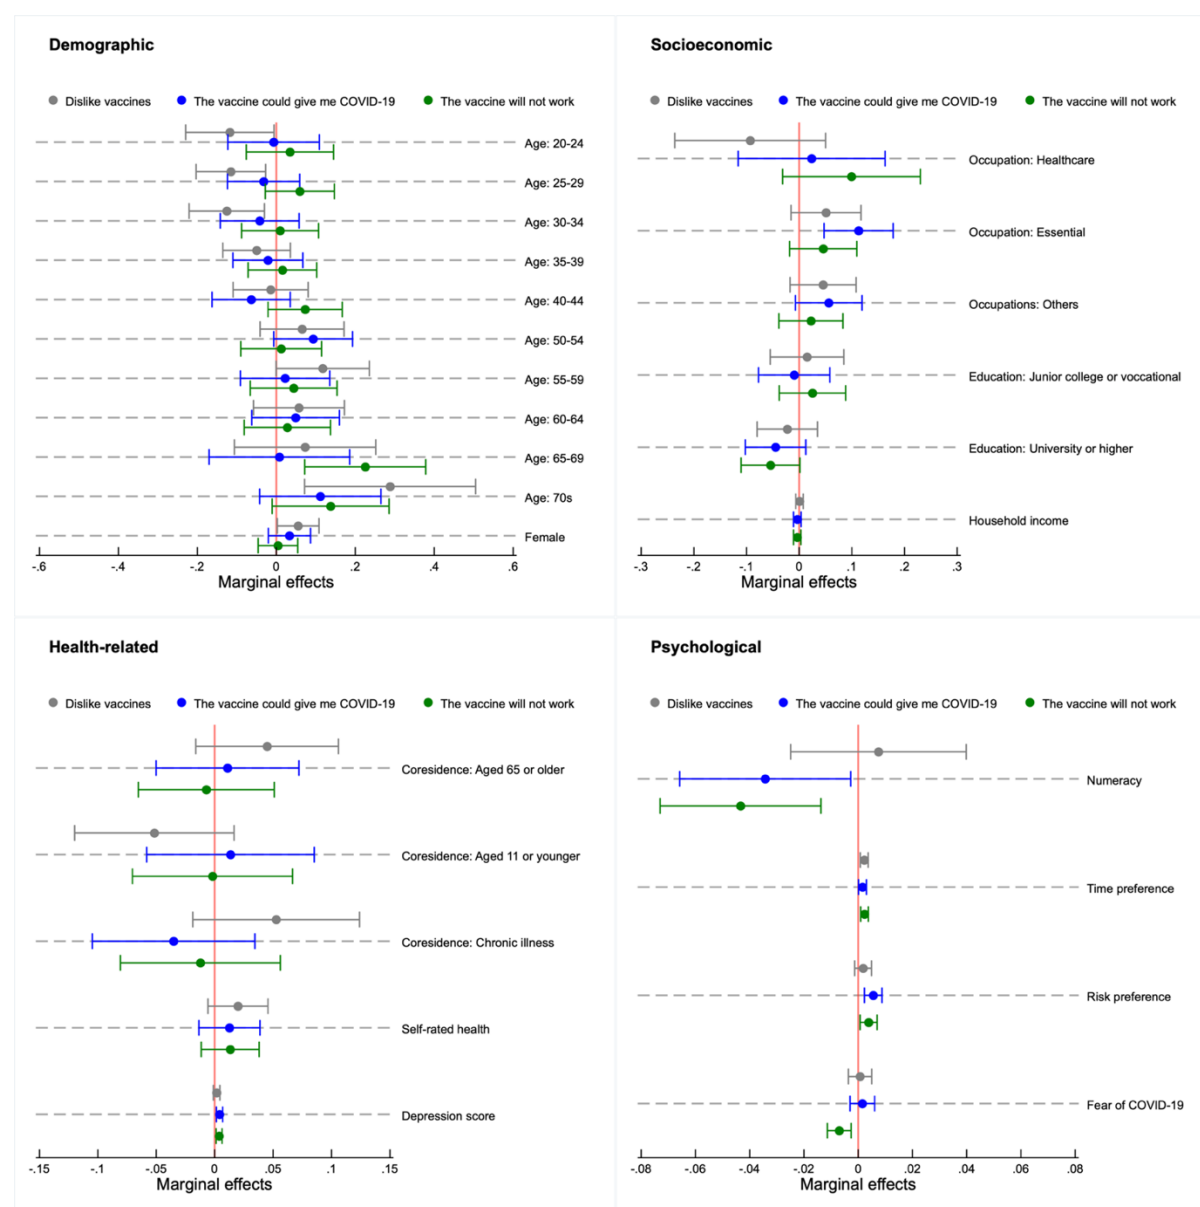 Demographic
Dislike vaccines The vaccine could give me COVID-19 The vaccine will not work
Age: 20-24
Age: 25-29
Age: 30-34
Age: 35-39
Age: 40-44
Age: 50-54
Age: 55-59
Age: 60-64
Age: 65-69
Age: 70s
Female
-.6 -.4 -.2 0 .2 .4 .6
Marginal effects
Socioeconomic
Dislike vaccines The vaccine could give me COVID-19 The vaccine will not work
Occupation: Healthcare
Occupation: Essential
Occupations: Others
Education: Junior college or voccational
Education: University or higher
Household income
-.3 -.2 -.1 0 .1 .2 .3
Marginal effects
Health-related
Dislike vaccines The vaccine could give me COVID-19 The vaccine will not work
Coresidence: Aged 65 or older
Coresidence: Aged 11 or younger
Coresidence: Chronic illness
Self-rated health
Depression score
-.15 -.1 -.05 0 .05 .1 .15
Marginal effects
Psychological
Dislike vaccines The vaccine could give me COVID-19 The vaccine will not work
Numeracy
Time preference
Risk preference
Fear of COVID-19
-.08 -.06 -.04 -.02 0 .02 .04 .06 .08
Marginal effects